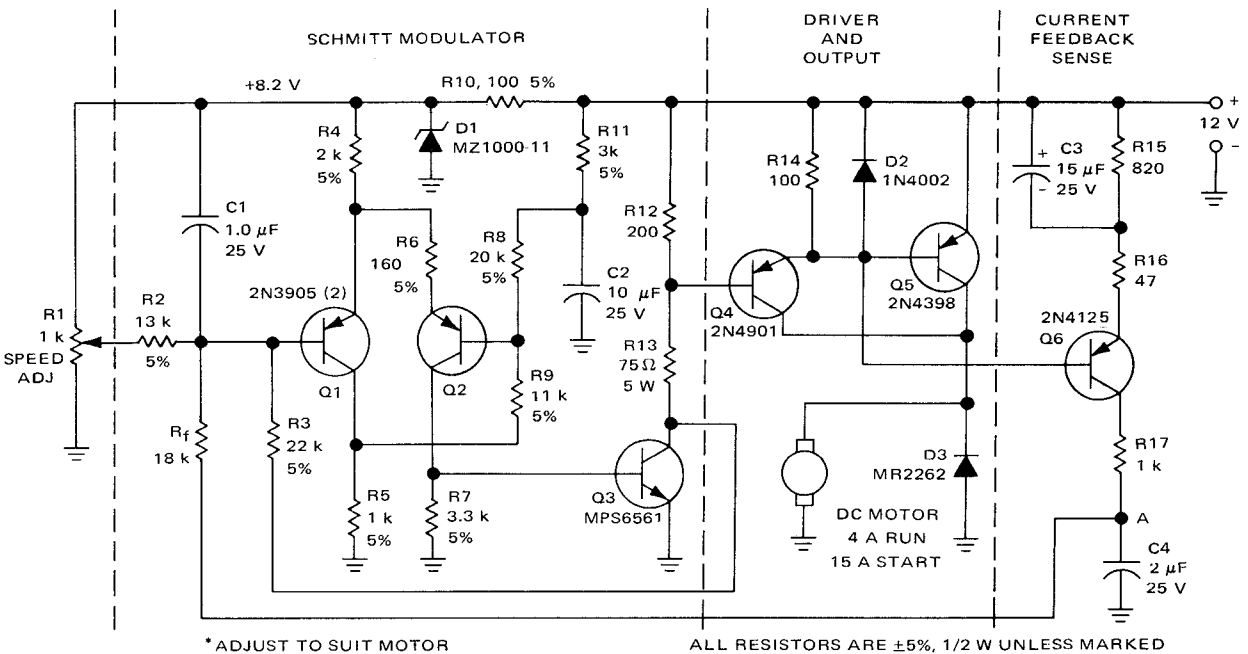 SCHMITT MODULATOR
DRIVER
AND
OUTPUT
CURRENT
FEEDBACK
SENSE
+8.2 V
R10, 100 5%
R4
2 k
5%
D1
MZ1000-11
R11
3k
5%
R14
100
D2
1N4002
C3
15 µF
25 V
+
-
R15
820
+
12 V
-
C1
1.0 µF
25 V
R6
160
5%
R8
20 k
5%
R12
200
C2
10 µF
25 V
R16
47
R1
1 k
SPEED
ADJ
R2
13 k
5%
2N3905 (2)
Q1
Q2
Q4
2N4901
Q5
2N4398
2N4125
Q6
R13
75Ω
5 W
R9
11 k
5%
Rf
18 k
R3
22 k
5%
R5
1 k
5%
R7
3.3 k
5%
Q3
MPS6561
DC MOTOR
4 A RUN
15 A START
D3
MR2262
R17
1 k
A
C4
2 µF
25 V
*ADJUST TO SUIT MOTOR
ALL RESISTORS ARE ±5%, 1/2 W UNLESS MARKED